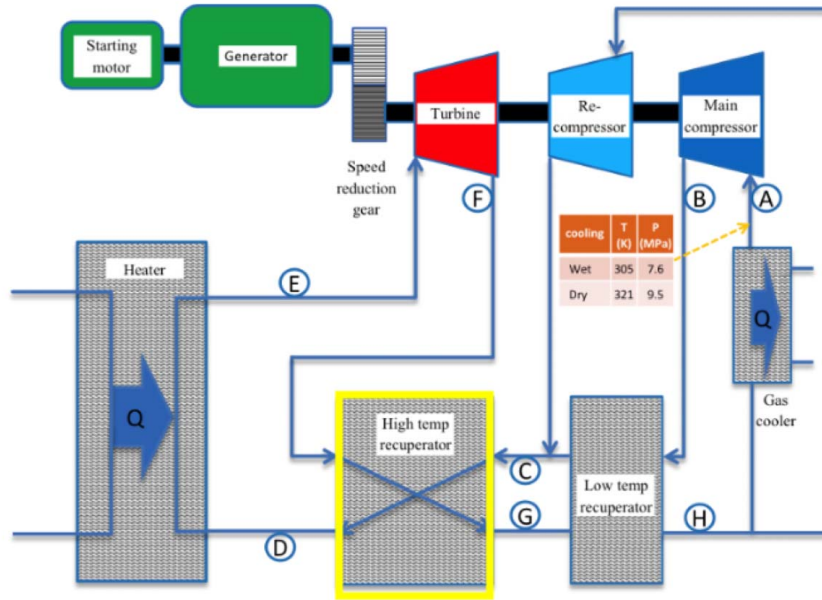 Starting
motor
Generator
Turbine
Re-
compressor
Main
compressor
Speed
reduction
gear
F
B
A
cooling T (K) P (MPa)
Wet 305 7.6
Dry 321 9.5
Heater
E
Q
Q
Gas
cooler
High temp
recuperator
C
Low temp
recuperator
G
H
D